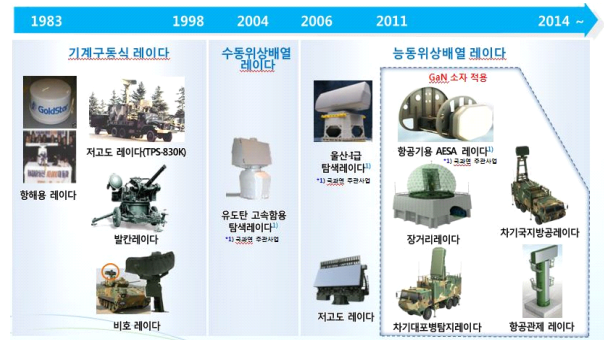 1983
1998
2004
2006
2011
2014 ~
기계구동식 레이다
수동위상배열
레이다
능동위상배열 레이다
GaN 소자 적용
GoldStar
항해용 레이다
저고도 레이다(TPS-830K)
발칸레이다
비호 레이다
유도탄 고속함용
탐색레이다1)
*1) 국과연 주관사업
울산-I급
탐색레이다1)
*1) 국과연 주관사업
저고도 레이다
항공기용 AESA 레이다1)
*1) 국과연 주관사업
장거리레이다
차기국지방공레이다
차기대포병탐지레이다
항공관제 레이다